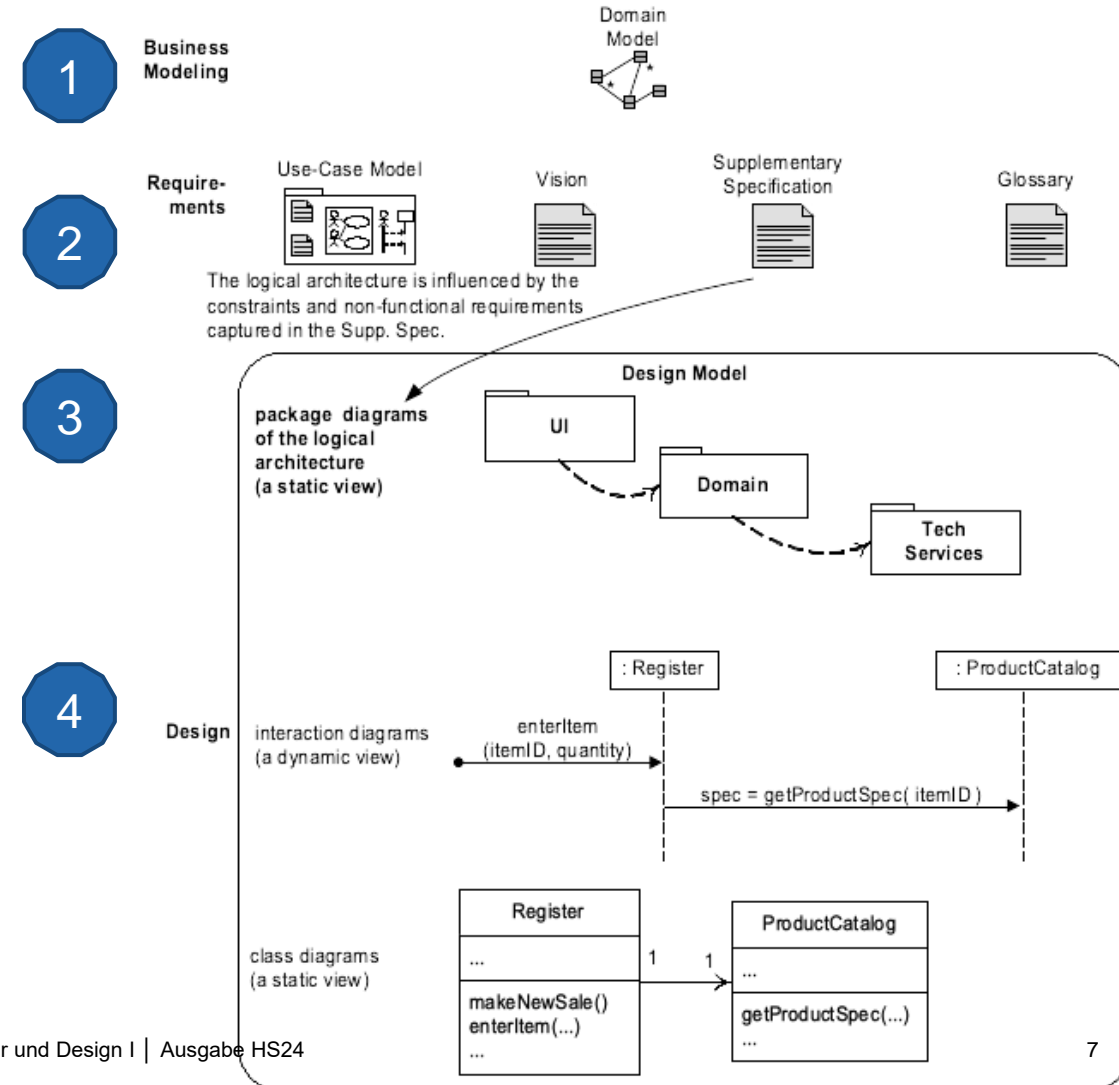 1
Business
Modeling
Domain
Model
*
*
2
Require-
ments
Use-Case Model
Vision
Supplementary
Specification
Glossary
The logical architecture is influenced by the
constraints and non-functional requirements
captured in the Supp. Spec.
3
Design Model
package diagrams
of the logical
architecture
(a static view)
UI
Domain
Tech
Services
4
Design
interaction diagrams
(a dynamic view)
: Register
: ProductCatalog
enterItem
(itemID, quantity)
spec = getProductSpec( itemID )
class diagrams
(a static view)
Register
...
makeNewSale()
enterItem(...)
...
1
1
ProductCatalog
...
getProductSpec(...)
...
r und Design I │ Ausgabe HS24
7